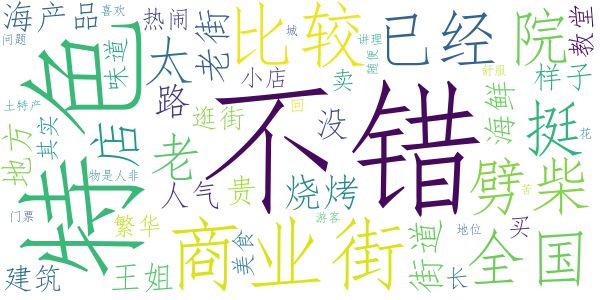 海产品
喜欢
热闹
比较
已经
院
教堂
问题
特色
味道
太
老街
城
讲理
随便
舒服
样子
小店
卖
路
海鲜
土特产
逛街
回
没
不错
挺
花
地方
其实
店
老
劈柴
物是人非
人气
贵
烧烤
苦
门票
繁华
商业街
美食
游客
街道
地位
买
全国
建筑
王姐
长